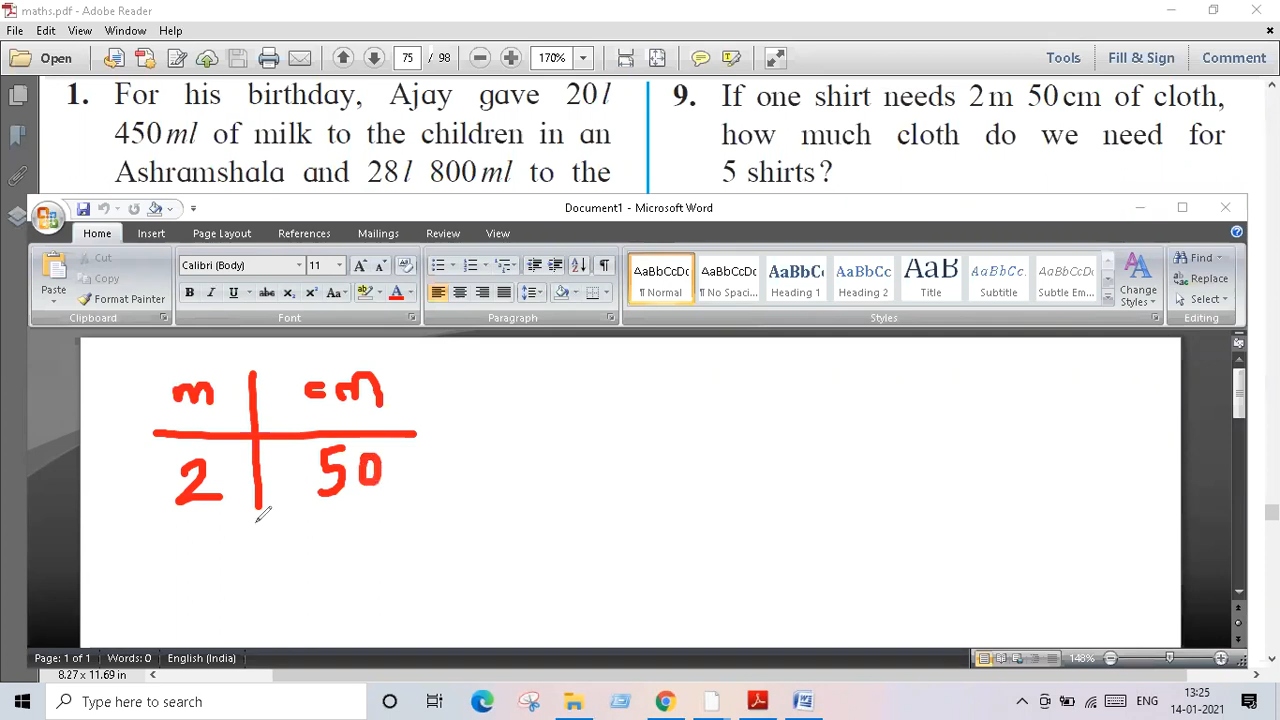 maths.pdf - Adobe Reader
File Edit View Window Help
Open 75 / 98 170% Tools Fill & Sign Comment
1. For his birthday, Ajay gave 20 l
450 ml of milk to the children in an
Ashramshala and 28 l 800 ml to the
9. If one shirt needs 2 m 50 cm of cloth,
how much cloth do we need for
5 shirts?
Document1 - Microsoft Word
Home Insert Page Layout References Mailings Review View
Paste Cut Copy Format Painter
Calibri (Body) 11
B I U abc X₂ X² Aa
AaBbCcDc AaBbCcDc AaBbC AaBbCc AaB AaBbCc. AaBbCcDc
¶ Normal ¶ No Spaci... Heading 1 Heading 2 Title Subtitle Subtle Em...
Change Styles
Find Replace Select
Clipboard Font Paragraph Styles Editing
m cm
2 50
Page: 1 of 1 Words: 0 English (India) 148%
8.27 x 11.69 in
Type here to search
ENG 13:25
14-01-2021